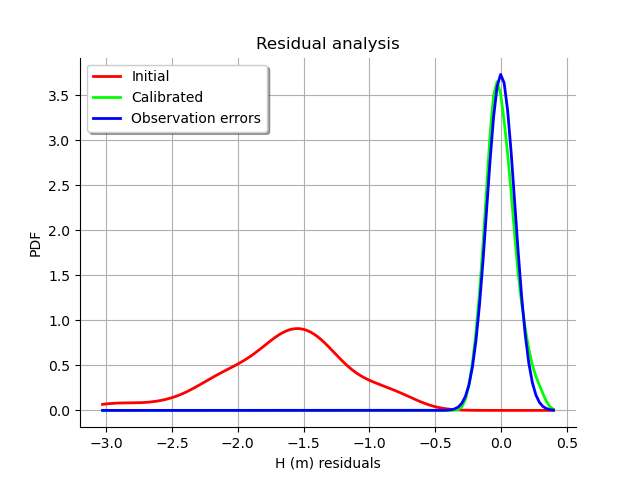 Residual analysis
Initial
Calibrated
Observation errors
PDF
3.5
3.0
2.5
2.0
1.5
1.0
0.5
0.0
−3.0 −2.5 −2.0 −1.5 −1.0 −0.5 0.0 0.5
H (m) residuals